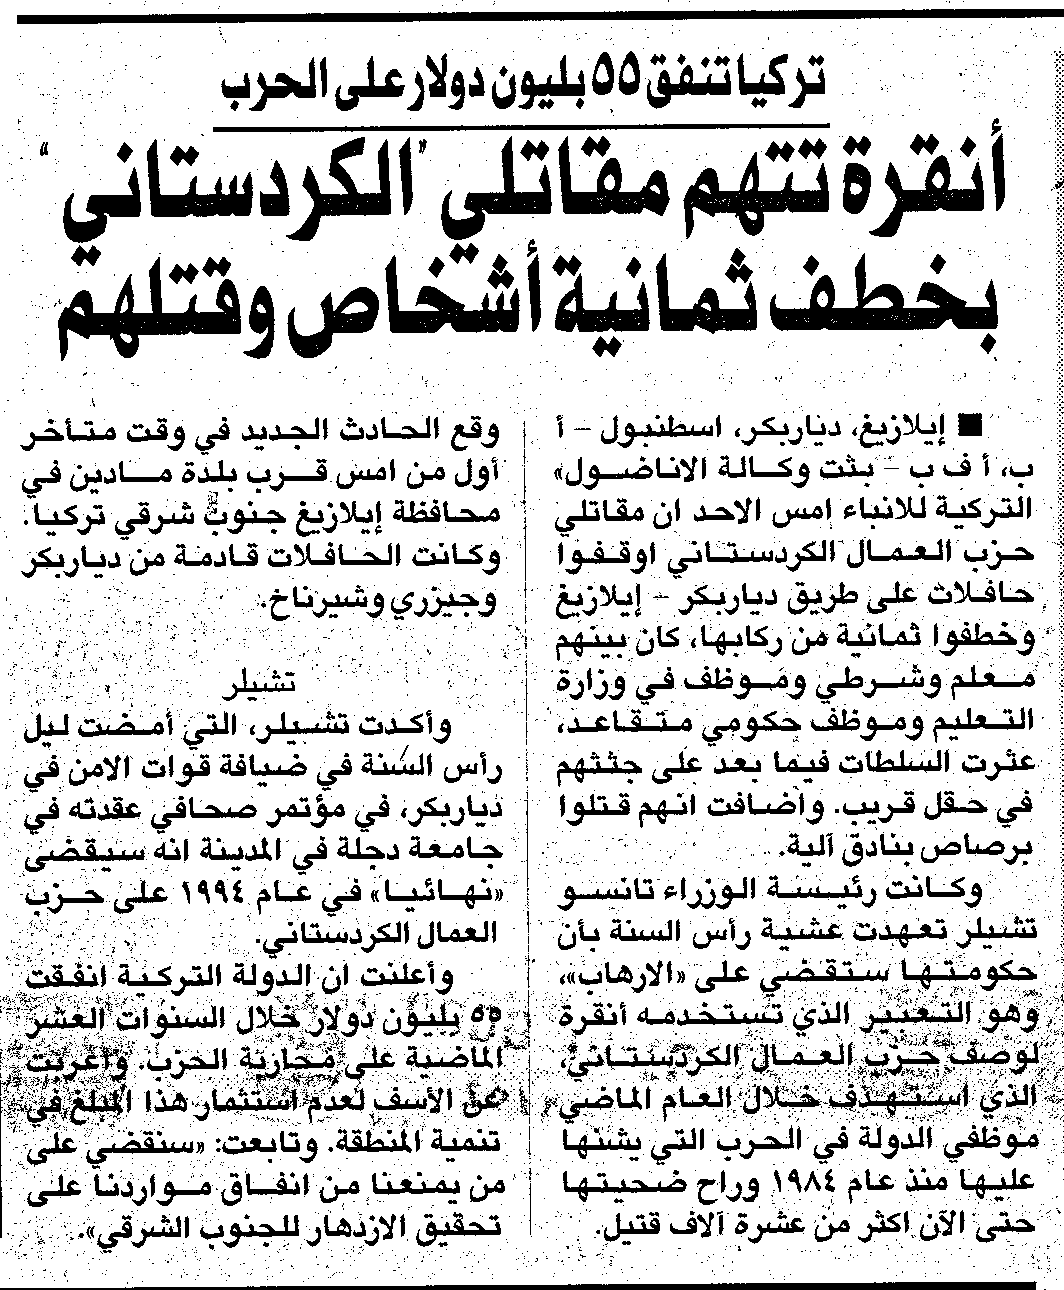 تركيا تنفق ٥٥ بليون دولار على الحرب
أنقرة تتهم مقاتلي "الكردستاني"
بخطف ثمانية أشخاص وقتلهم
■ إيلازيغ، دياربكر، اسطنبول - أ
ب، أ ف ب - بثت وكالة الاناضول»
التركية للانباء امس الاحد ان مقاتلي
حزب العمال الكردستاني اوقفوا
حافلات على طريق دياربكر - إيلازيغ
وخطفوا ثمانية من ركابها، كان بينهم
معلم وشرطي وموظف في وزارة
التعليم وموظف حكومي متقاعد،
عثرت السلطات فيما بعد على جثثهم
في حقل قريب. واضافت انهم قتلوا
برصاص بنادق آلية.
وكانت رئيسة الوزراء تانسو
تشيلر تعهدت عشية رأس السنة بأن
حكومتها ستقضي على «الارهاب»،
وهو التعبير الذي تستخدمه أنقرة
لوصف حزب العمال الكردستاني،
الذي استهدف خلال العام الماضي
موظفي الدولة في الحرب التي يشنها
عليها منذ عام ١٩٨٤ وراح ضحيتها
حتى الآن اكثر من عشرة آلاف قتيل.
وقع الحادث الجديد في وقت متأخر
أول من امس قرب بلدة مادين في
محافظة إيلازيغ جنوب شرقي تركيا.
وكانت الحافلات قادمة من دياربكر
وجيزري وشيرناخ.
تشيلر
وأكدت تشيلر، التي أمضت ليل
رأس السنة في ضيافة قوات الامن في
دياربكر، في مؤتمر صحافي عقدته في
جامعة دجلة في المدينة انه سيقضى
«نهائيا» في عام ١٩٩٤ على حزب
العمال الكردستاني.
وأعلنت ان الدولة التركية انفقت
٥٥ بليون دولار خلال السنوات العشر
الماضية على محاربة الحزب. واعربت
عن الأسف لعدم استثمار هذا المبلغ في
تنمية المنطقة. وتابعت: «سنقضي على
من يمنعنا من انفاق مواردنا على
تحقيق الازدهار للجنوب الشرقي».